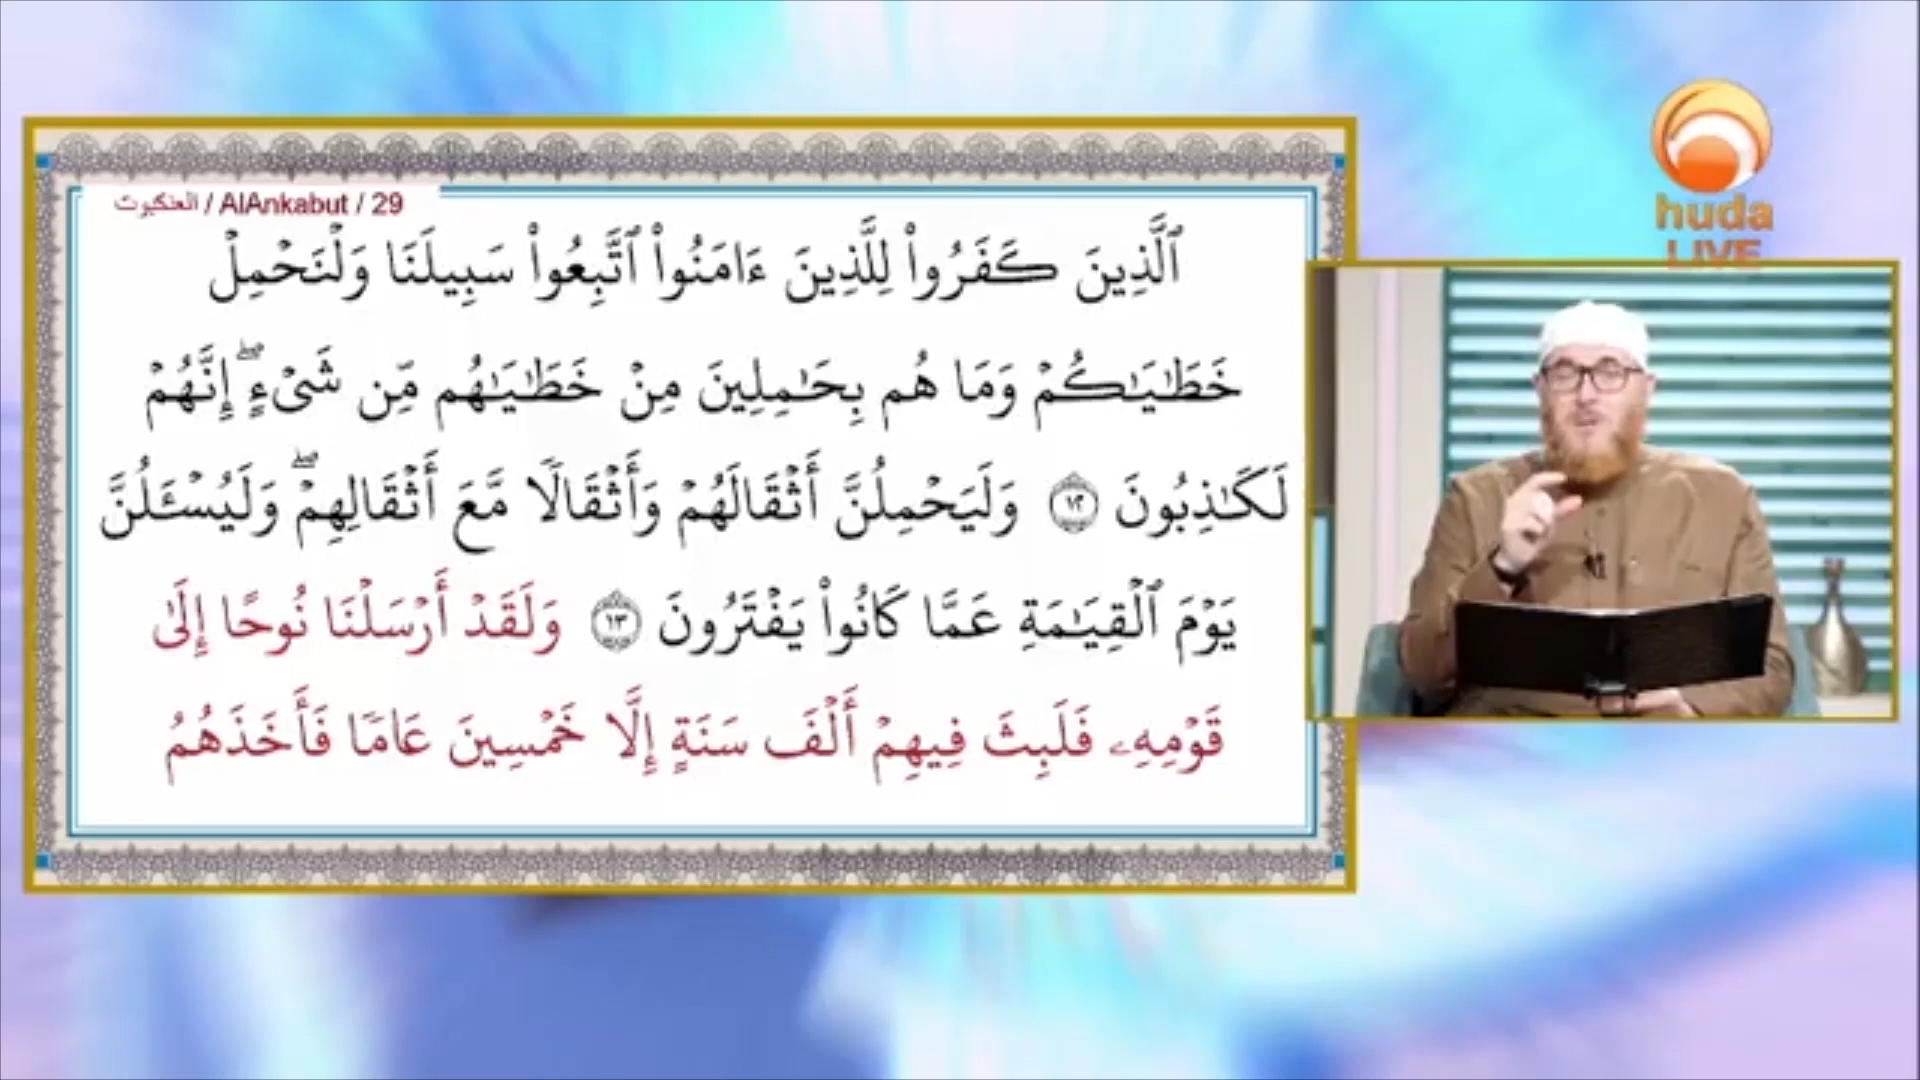 العنكبوت / AlAnkabut / 29
ٱلَّذِينَ كَفَرُوا۟ لِلَّذِينَ ءَامَنُوا۟ ٱتَّبِعُوا۟ سَبِيلَنَا وَلْنَحْمِلْ
خَطَـٰيَـٰكُمْ وَمَا هُم بِحَـٰمِلِينَ مِنْ خَطَـٰيَـٰهُم مِّن شَىْءٍ ۖ إِنَّهُمْ
لَكَـٰذِبُونَ ١٢ وَلَيَحْمِلُنَّ أَثْقَالَهُمْ وَأَثْقَالًا مَّعَ أَثْقَالِهِمْ ۖ وَلَيُسْـَٔلُنَّ
يَوْمَ ٱلْقِيَـٰمَةِ عَمَّا كَانُوا۟ يَفْتَرُونَ ١٣ وَلَقَدْ أَرْسَلْنَا نُوحًا إِلَىٰ
قَوْمِهِۦ فَلَبِثَ فِيهِمْ أَلْفَ سَنَةٍ إِلَّا خَمْسِينَ عَامًا فَأَخَذَهُمُ
huda
LIVE